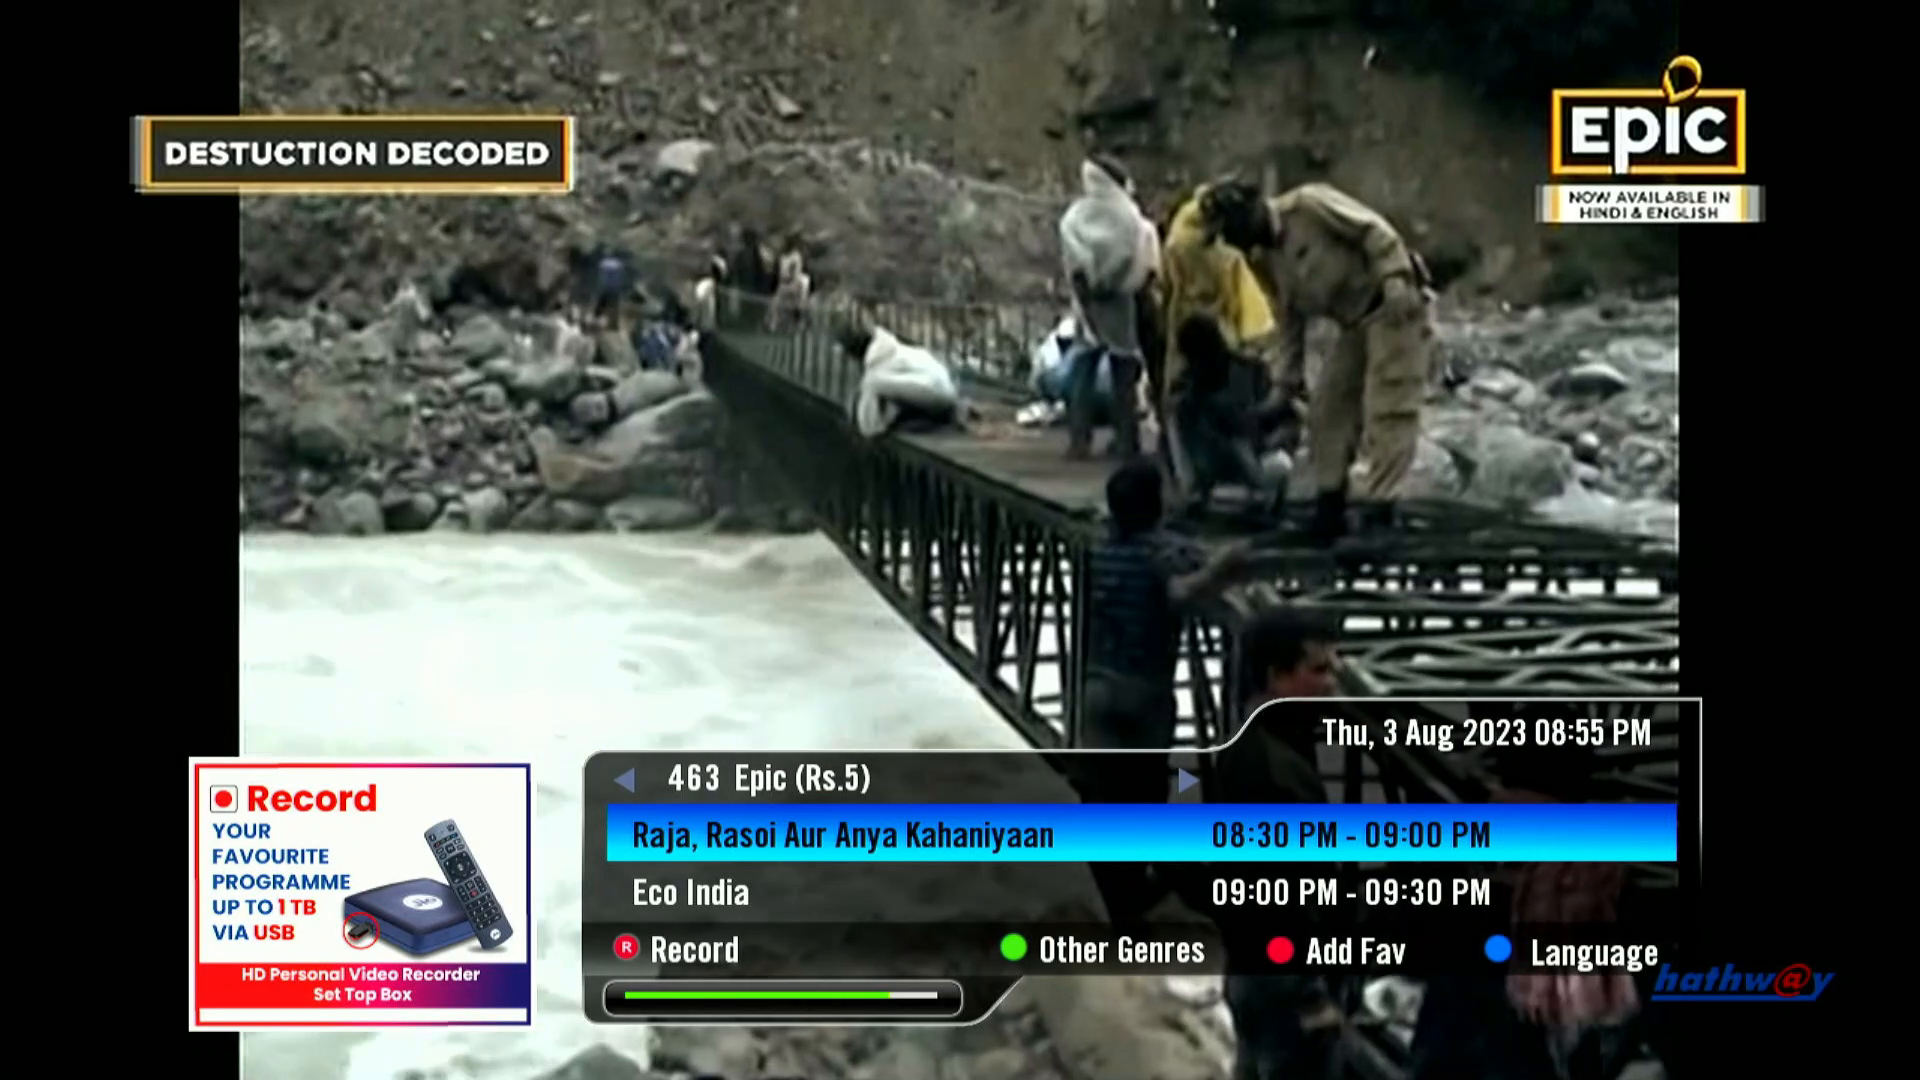 DESTUCTION DECODED
EPIC
NOW AVAILABLE IN
HINDI & ENGLISH
Thu, 3 Aug 2023 08:55 PM
463 Epic (Rs.5)
Raja, Rasoi Aur Anya Kahaniyaan 08:30 PM - 09:00 PM
Eco India 09:00 PM - 09:30 PM
R Record Other Genres Add Fav Language
hathw@y
Record
YOUR
FAVOURITE
PROGRAMME
UP TO 1 TB
VIA USB
HD Personal Video Recorder
Set Top Box